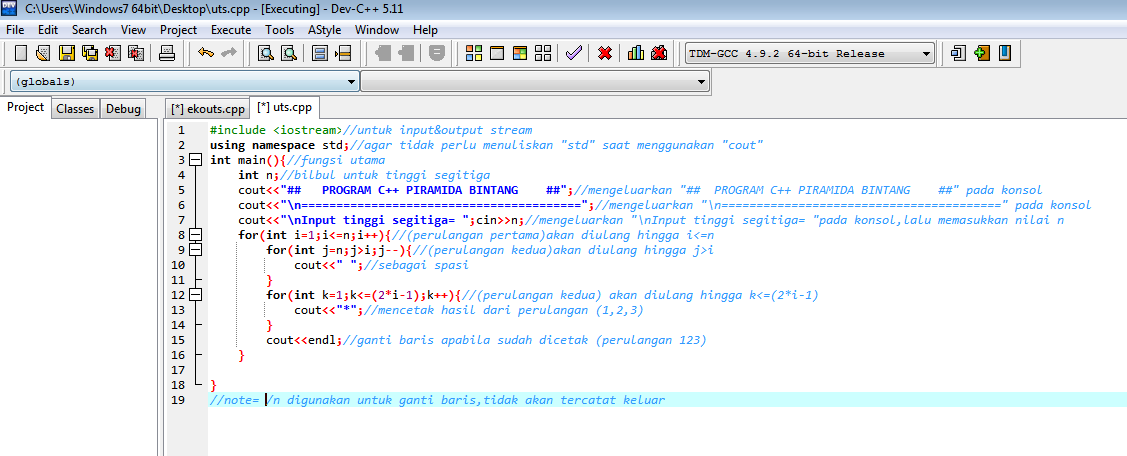 C:\Users\Windows7 64bit\Desktop\uts.cpp - [Executing] - Dev-C++ 5.11
File Edit Search View Project Execute Tools AStyle Window Help
TDM-GCC 4.9.2 64-bit Release
(globals)
Project Classes Debug [*] ekouts.cpp [*] uts.cpp
1 #include <iostream>//untuk input&output stream
2 using namespace std;//agar tidak perlu menuliskan "std" saat menggunakan "cout"
3 int main(){//fungsi utama
4 int n;//bilbul untuk tinggi segitiga
5 cout<<"##   PROGRAM C++ PIRAMIDA BINTANG    ##";//mengeluarkan "##  PROGRAM C++ PIRAMIDA BINTANG    ##" pada konsol
6 cout<<"\n========================================";//mengeluarkan "\n========================================" pada konsol
7 cout<<"\nInput tinggi segitiga= ";cin>>n;//mengeluarkan "\nInput tinggi segitiga= "pada konsol,lalu memasukkan nilai n
8 for(int i=1;i<=n;i++){//(perulangan pertama)akan diulang hingga i<=n
9 for(int j=n;j>i;j--){//(perulangan kedua)akan diulang hingga j>i
10 cout<<" ";//sebagai spasi
11 }
12 for(int k=1;k<=(2*i-1);k++){//(perulangan kedua) akan diulang hingga k<=(2*i-1)
13 cout<<"*";//mencetak hasil dari perulangan (1,2,3)
14 }
15 cout<<endl;//ganti baris apabila sudah dicetak (perulangan 123)
16 }
17
18 }
19 //note= /n digunakan untuk ganti baris,tidak akan tercatat keluar